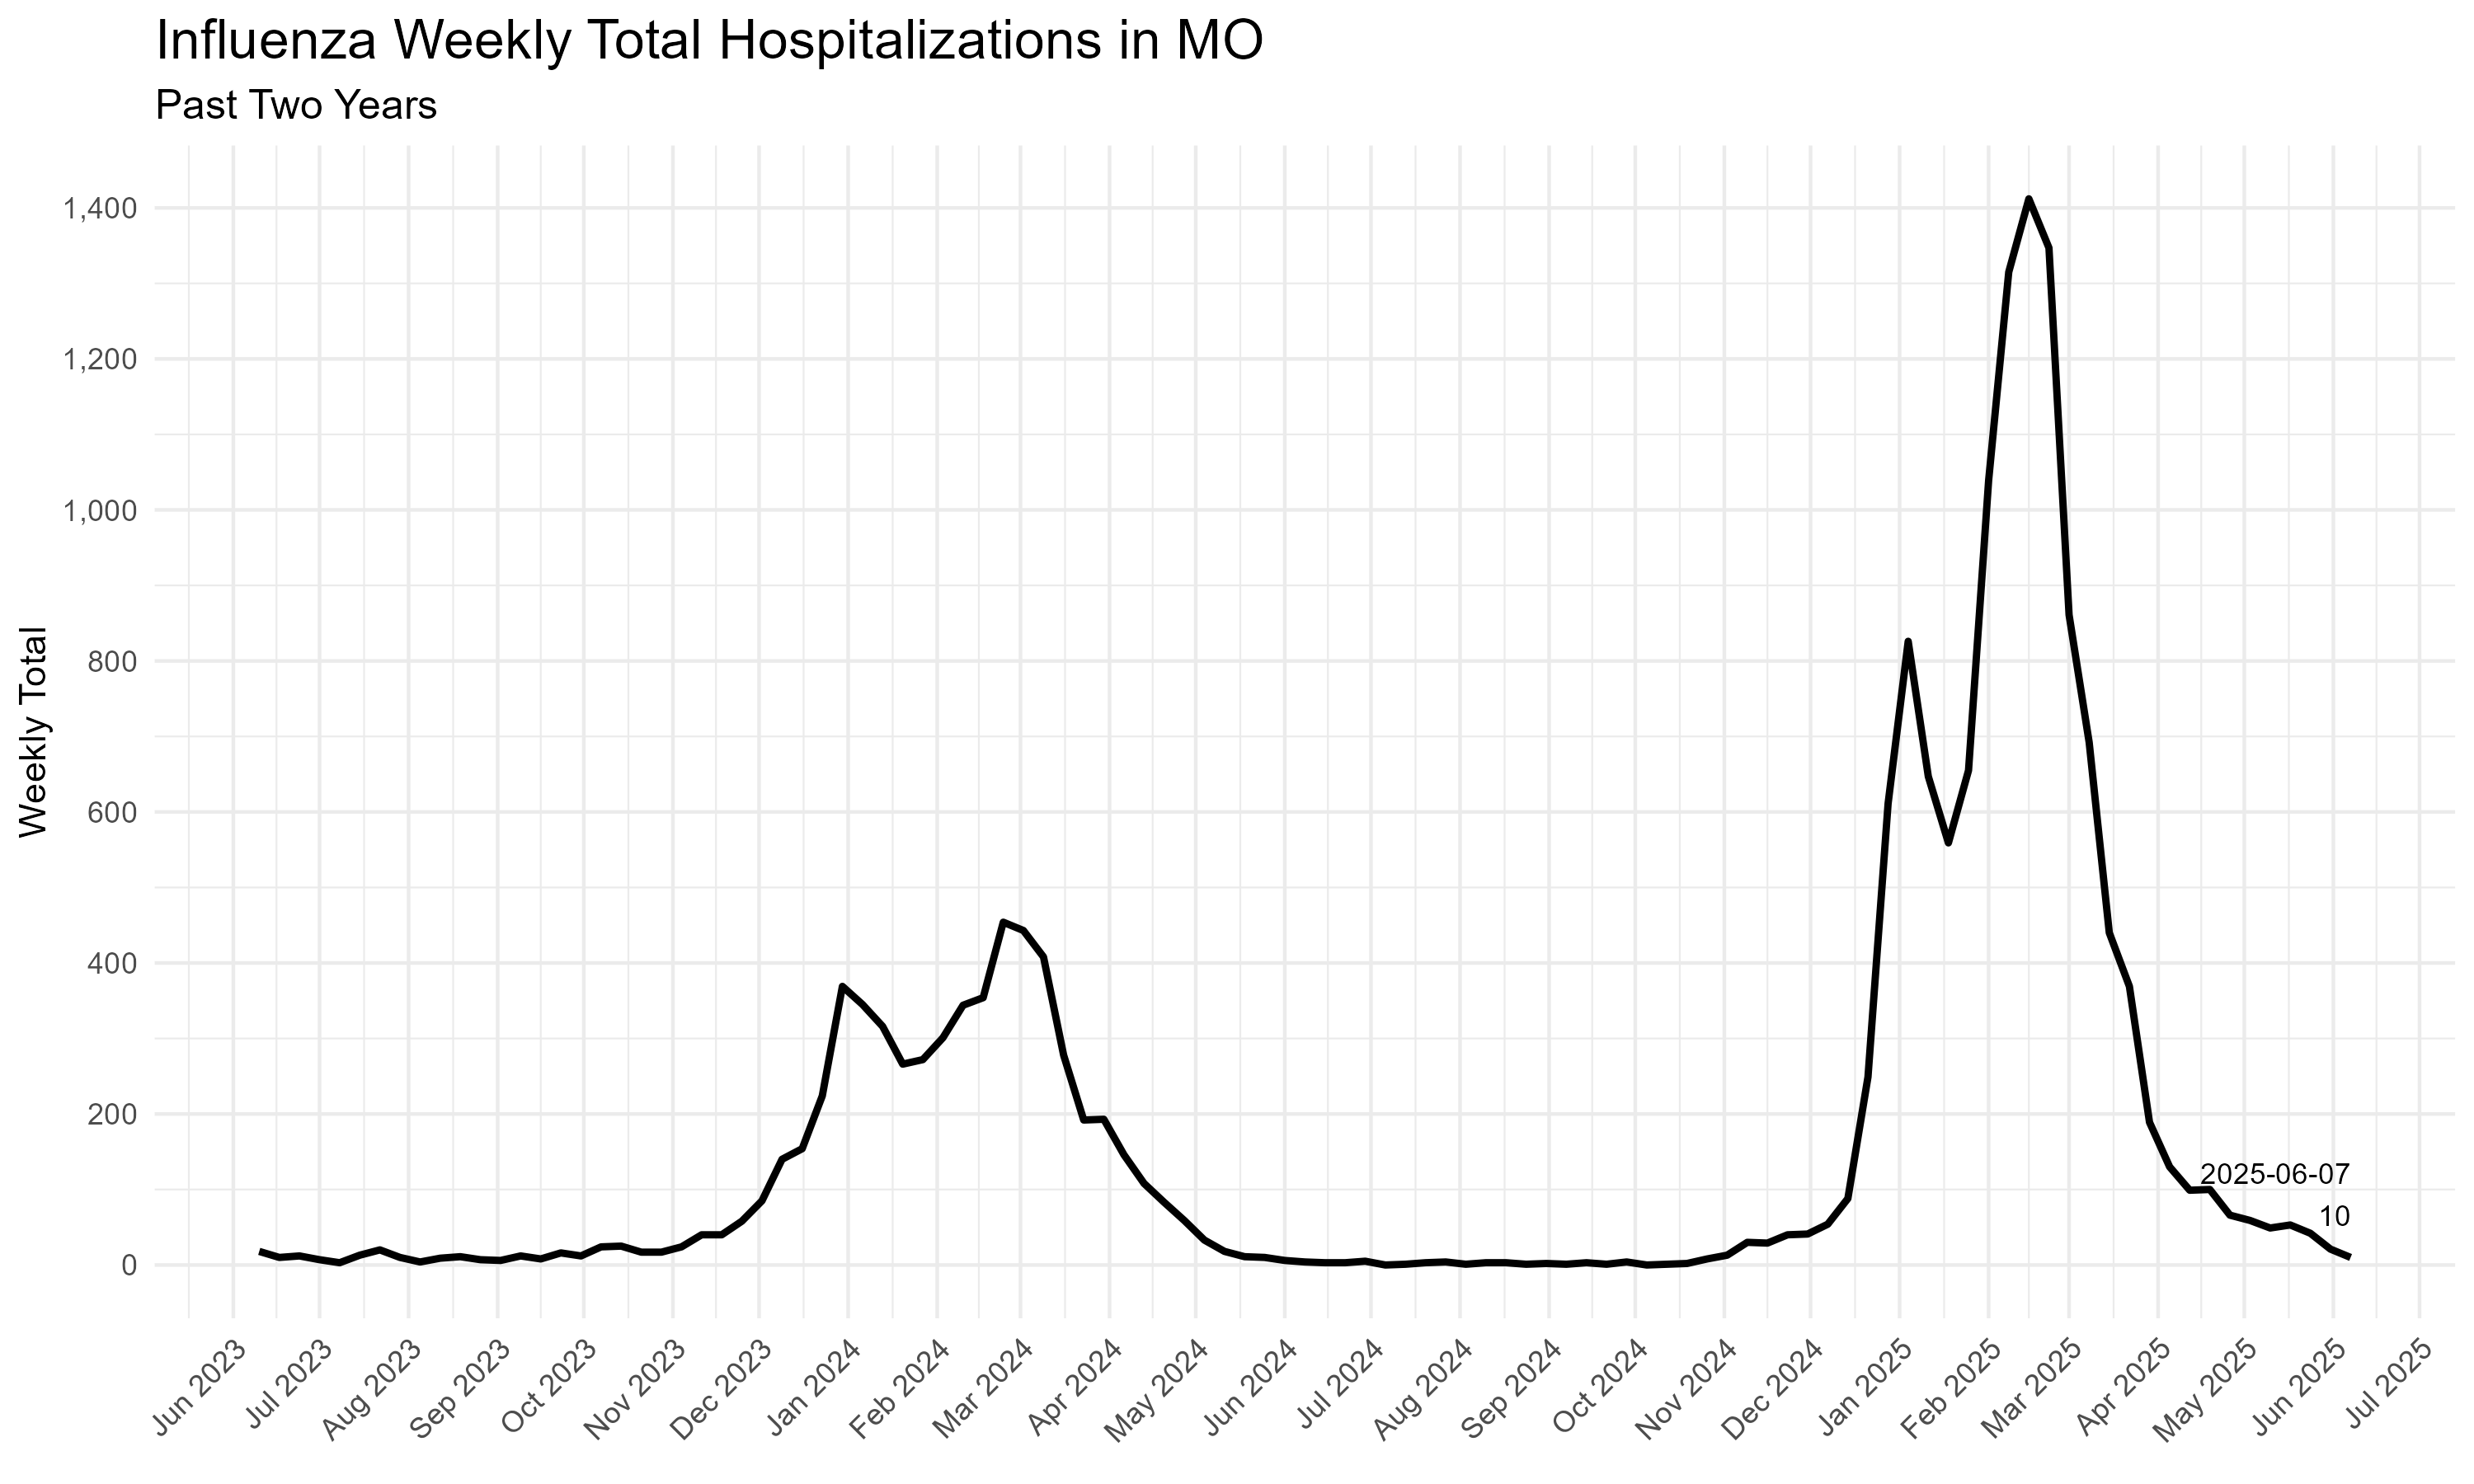 Influenza Weekly Total Hospitalizations in MO
Past Two Years
Weekly Total
1,400
1,200
1,000
800
600
400
200
0
2025-06-07
10
Jun 2023
Jul 2023
Aug 2023
Sep 2023
Oct 2023
Nov 2023
Dec 2023
Jan 2024
Feb 2024
Mar 2024
Apr 2024
May 2024
Jun 2024
Jul 2024
Aug 2024
Sep 2024
Oct 2024
Nov 2024
Dec 2024
Jan 2025
Feb 2025
Mar 2025
Apr 2025
May 2025
Jun 2025
Jul 2025